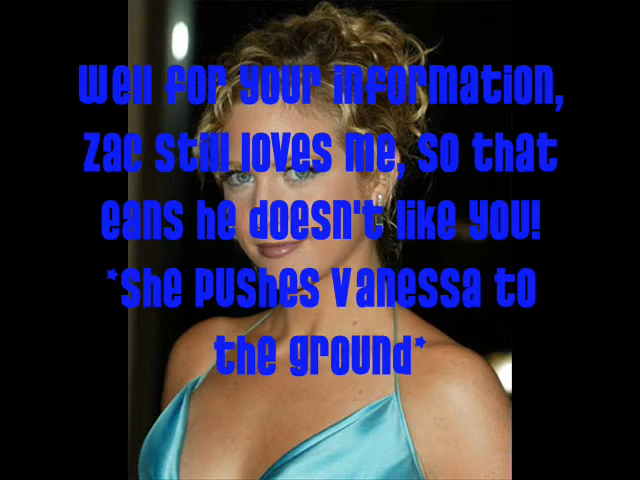 Well for your information,
Zac still loves me, so that
eans he doesn't like you!
*she pushes Vanessa to
the ground*